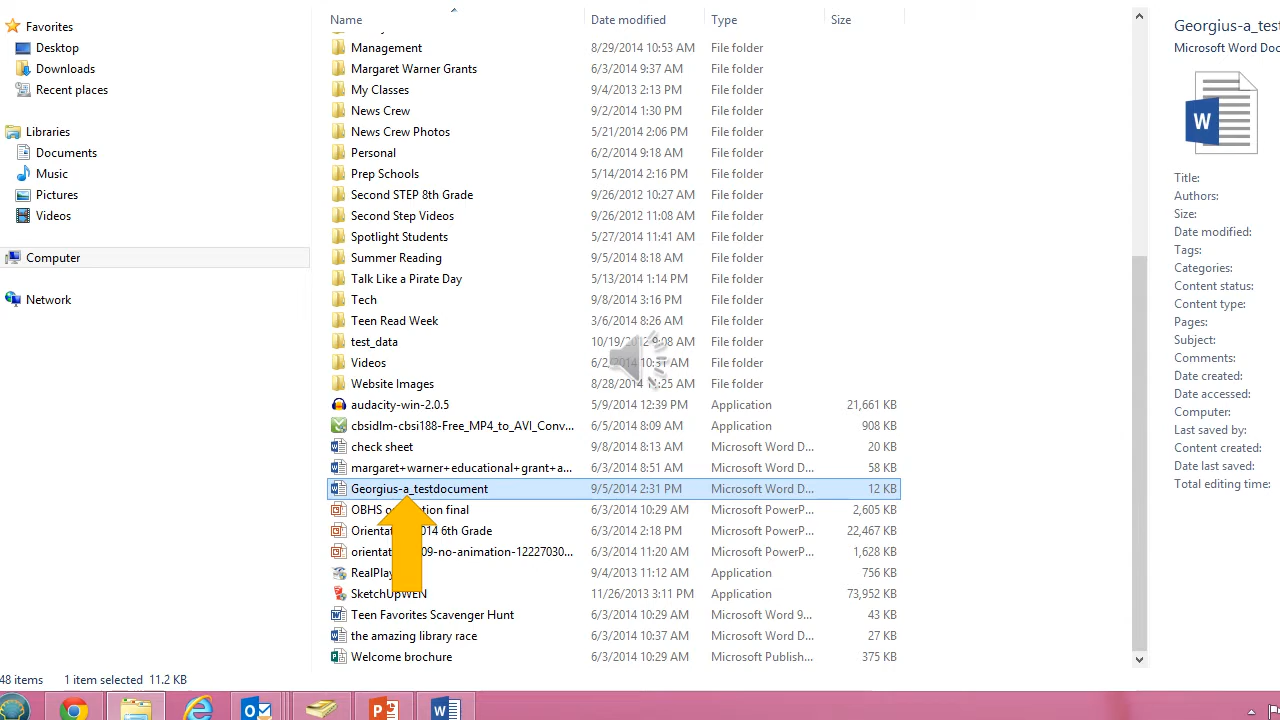 Name Date modified Type Size
Favorites
Desktop
Downloads
Recent places
Libraries
Documents
Music
Pictures
Videos
Computer
Network
Management 8/29/2014 10:53 AM File folder
Margaret Warner Grants 6/3/2014 9:37 AM File folder
My Classes 9/4/2013 2:13 PM File folder
News Crew 9/2/2014 1:30 PM File folder
News Crew Photos 5/21/2014 2:06 PM File folder
Personal 6/2/2014 9:18 AM File folder
Prep Schools 5/14/2014 2:16 PM File folder
Second STEP 8th Grade 9/26/2012 10:27 AM File folder
Second Step Videos 9/26/2012 11:08 AM File folder
Spotlight Students 5/27/2014 11:41 AM File folder
Summer Reading 9/5/2014 8:18 AM File folder
Talk Like a Pirate Day 5/13/2014 1:14 PM File folder
Tech 9/8/2014 3:16 PM File folder
Teen Read Week 3/6/2014 8:26 AM File folder
test_data AM File folder
Videos AM File folder
Website Images 8/28/2014 AM File folder
audacity-win-2.0.5 5/9/2014 12:39 PM Application 21,661 KB
cbsidlm-cbsi188-Free_MP4_to_AVI_Conv... 6/5/2014 8:09 AM Application 908 KB
check sheet 9/8/2014 8:13 AM Microsoft Word D... 20 KB
margaret+warner+educational+grant+a... 6/3/2014 8:51 AM Microsoft Word D... 58 KB
Georgius-a_testdocument 9/5/2014 2:31 PM Microsoft Word D... 12 KB
OBHS final 6/3/2014 10:29 AM Microsoft PowerP... 2,605 KB
6th Grade 6/3/2014 2:18 PM Microsoft PowerP... 22,467 KB
6/3/2014 11:20 AM Microsoft PowerP... 1,628 KB
9/4/2013 11:12 AM Application 756 KB
SketchUpWEN 11/26/2013 3:11 PM Application 73,952 KB
Teen Favorites Scavenger Hunt 6/3/2014 10:29 AM Microsoft Word 9... 43 KB
the amazing library race 6/3/2014 10:37 AM Microsoft Word D... 27 KB
Welcome brochure 6/3/2014 10:29 AM Microsoft Publish... 375 KB
Georgius-a_tes
Microsoft Word Doc
W
Title:
Authors:
Size:
Date modified:
Tags:
Categories:
Content status:
Content type:
Pages:
Subject:
Comments:
Date created:
Date accessed:
Computer:
Last saved by:
Content created:
Date last saved:
Total editing time:
48 items 1 item selected 11.2 KB